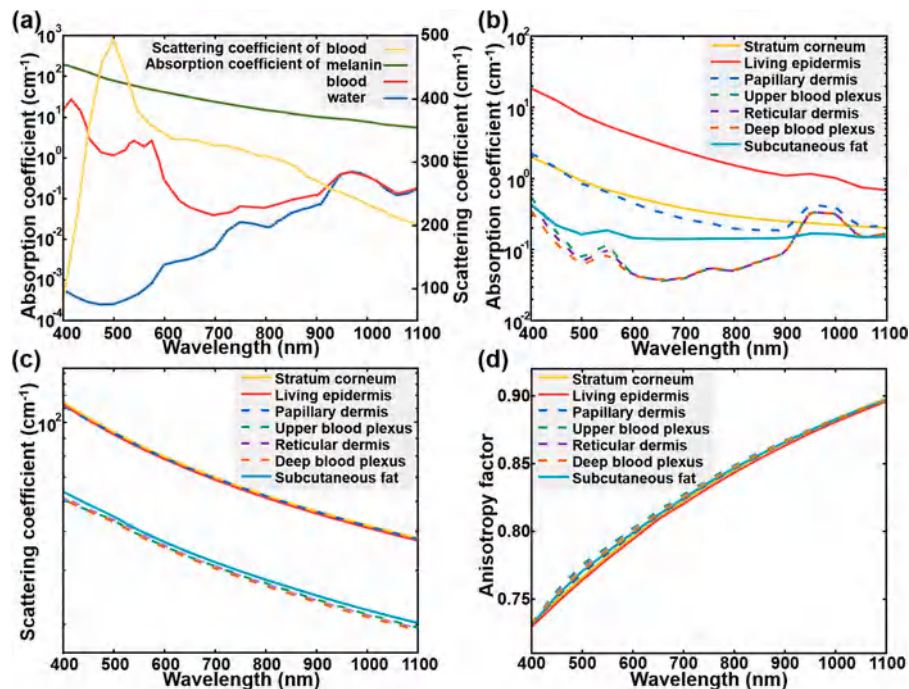 (a)
Absorption coefficient (cm⁻¹)
10³
10²
10¹
10⁰
10⁻¹
10⁻²
10⁻³
10⁻⁴
Scattering coefficient of blood
Absorption coefficient of melanin
blood
water
500
400
300
200
100
Scattering coefficient (cm⁻¹)
400 500 600 700 800 900 1000 1100
Wavelength (nm)
(b)
Absorption coefficient (cm⁻¹)
10²
10¹
10⁰
10⁻¹
10⁻²
Stratum corneum
Living epidermis
Papillary dermis
Upper blood plexus
Reticular dermis
Deep blood plexus
Subcutaneous fat
400 500 600 700 800 900 1000 1100
Wavelength (nm)
(c)
Scattering coefficient (cm⁻¹)
10²
Stratum corneum
Living epidermis
Papillary dermis
Upper blood plexus
Reticular dermis
Deep blood plexus
Subcutaneous fat
400 500 600 700 800 900 1000 1100
Wavelength (nm)
(d)
Anisotropy factor
0.90
0.85
0.80
0.75
Stratum corneum
Living epidermis
Papillary dermis
Upper blood plexus
Reticular dermis
Deep blood plexus
Subcutaneous fat
400 500 600 700 800 900 1000 1100
Wavelength (nm)